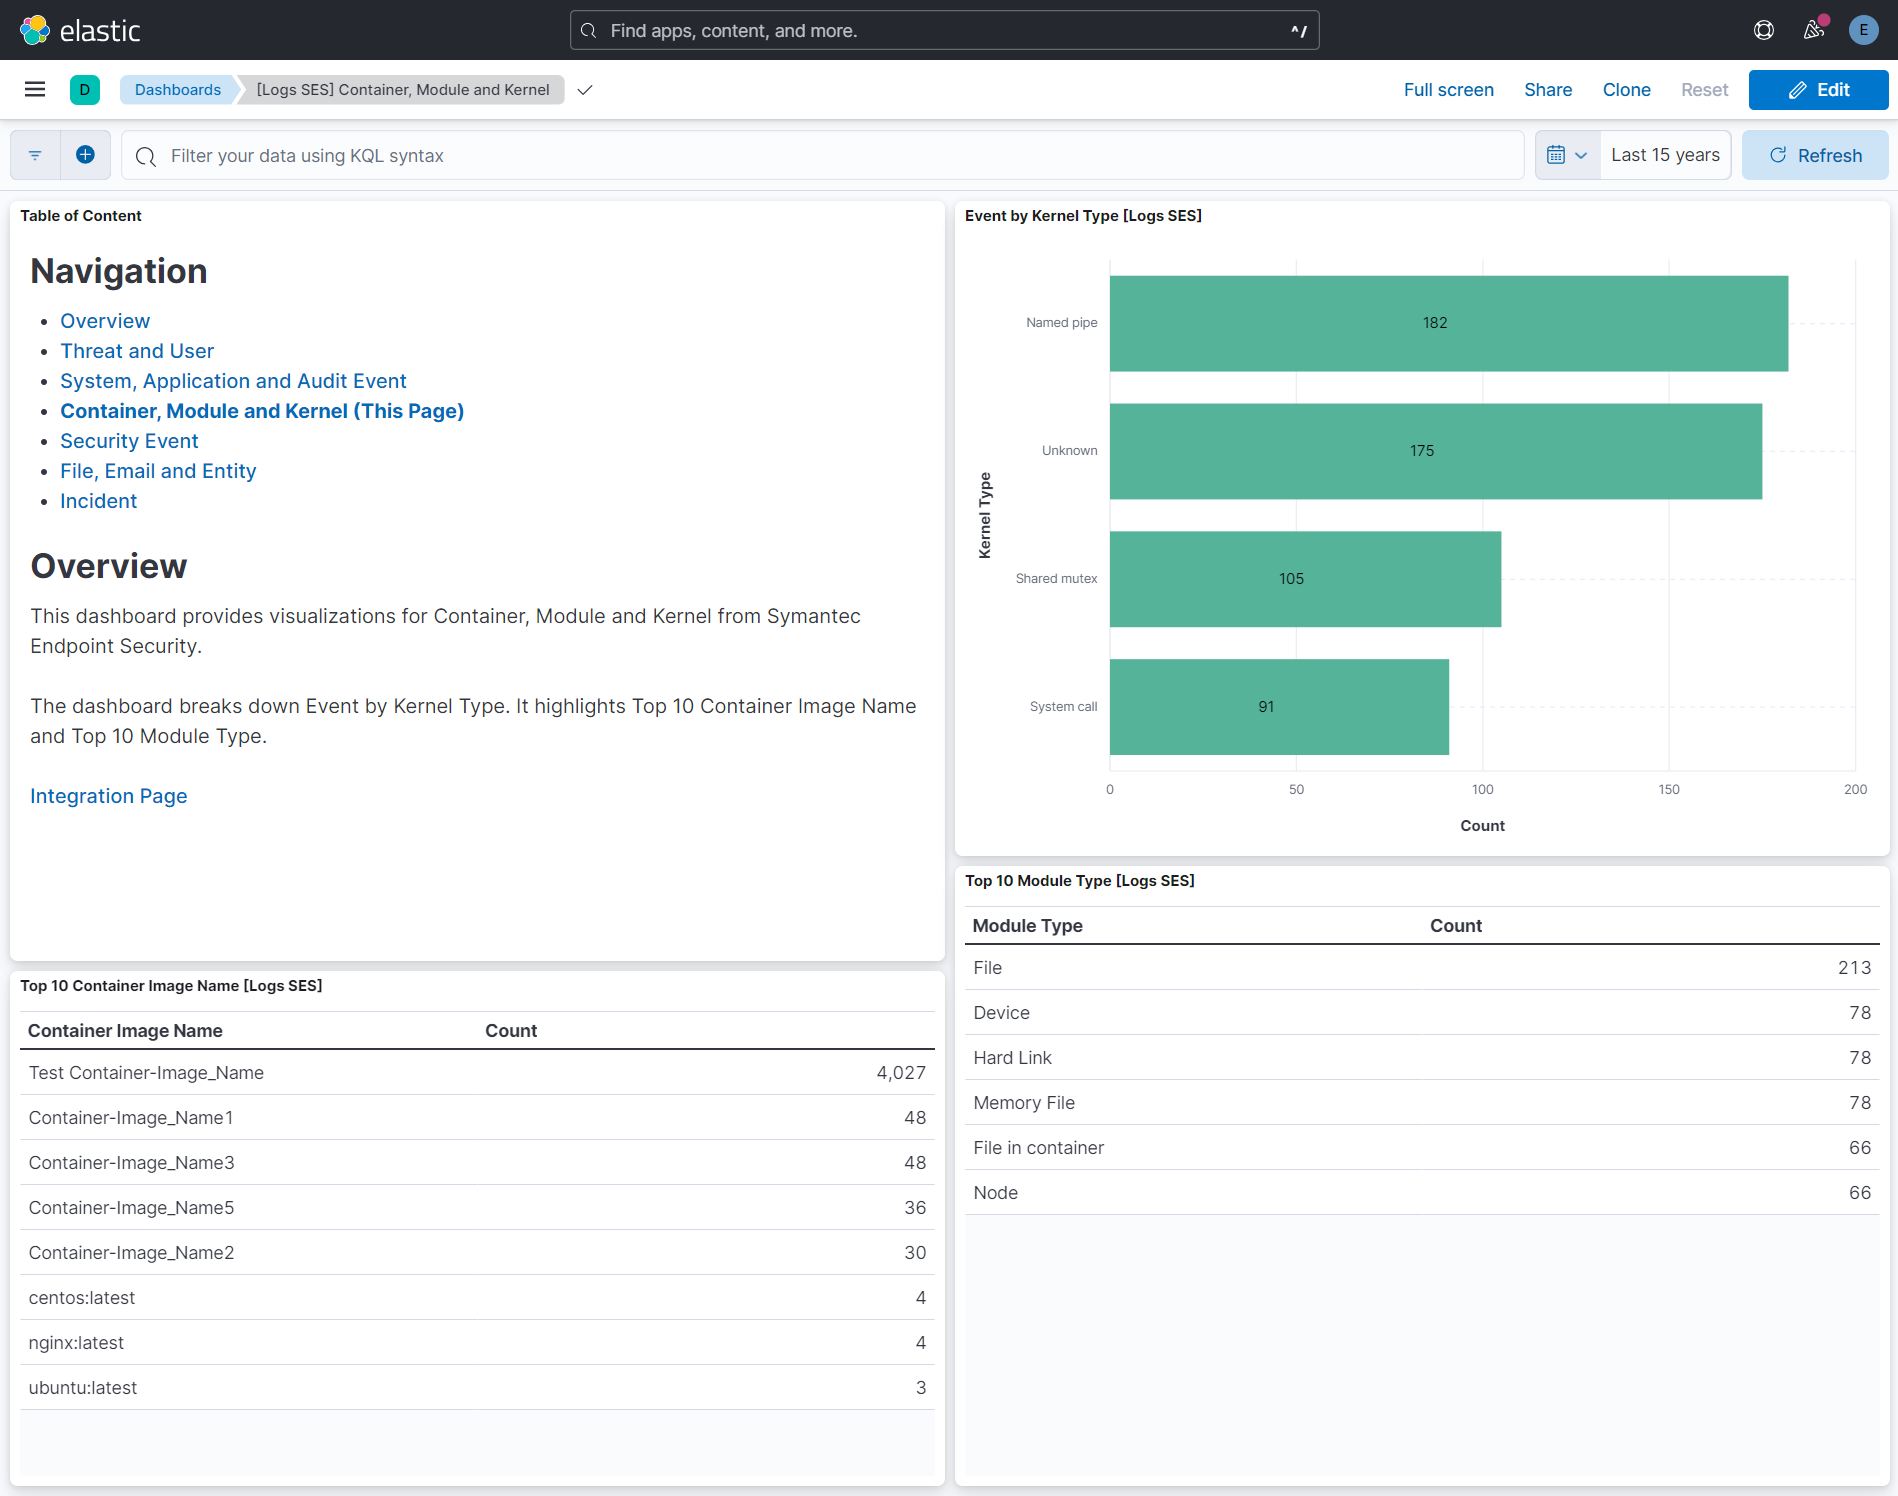 elastic
Find apps, content, and more.
^/
E
D
Dashboards
[Logs SES] Container, Module and Kernel
Full screen
Share
Clone
Reset
Edit
Filter your data using KQL syntax
Last 15 years
Refresh
Table of Content
Navigation
• Overview
• Threat and User
• System, Application and Audit Event
• Container, Module and Kernel (This Page)
• Security Event
• File, Email and Entity
• Incident
Overview
This dashboard provides visualizations for Container, Module and Kernel from Symantec
Endpoint Security.
The dashboard breaks down Event by Kernel Type. It highlights Top 10 Container Image Name
and Top 10 Module Type.
Integration Page
Event by Kernel Type [Logs SES]
Kernel Type
Named pipe 182
Unknown 175
Shared mutex 105
System call 91
0 50 100 150 200
Count
Top 10 Container Image Name [Logs SES]
Container Image Name Count
Test Container-Image_Name 4,027
Container-Image_Name1 48
Container-Image_Name3 48
Container-Image_Name5 36
Container-Image_Name2 30
centos:latest 4
nginx:latest 4
ubuntu:latest 3
Top 10 Module Type [Logs SES]
Module Type Count
File 213
Device 78
Hard Link 78
Memory File 78
File in container 66
Node 66